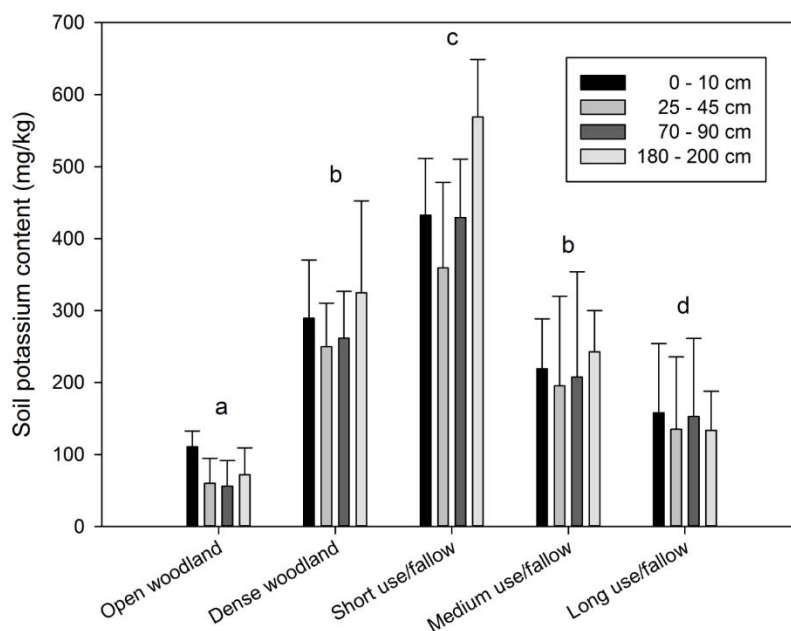 Soil potassium content (mg/kg)
700
600
500
400
300
200
100
0
a
b
c
b
d
0 - 10 cm
25 - 45 cm
70 - 90 cm
180 - 200 cm
Open woodland
Dense woodland
Short use/fallow
Medium use/fallow
Long use/fallow